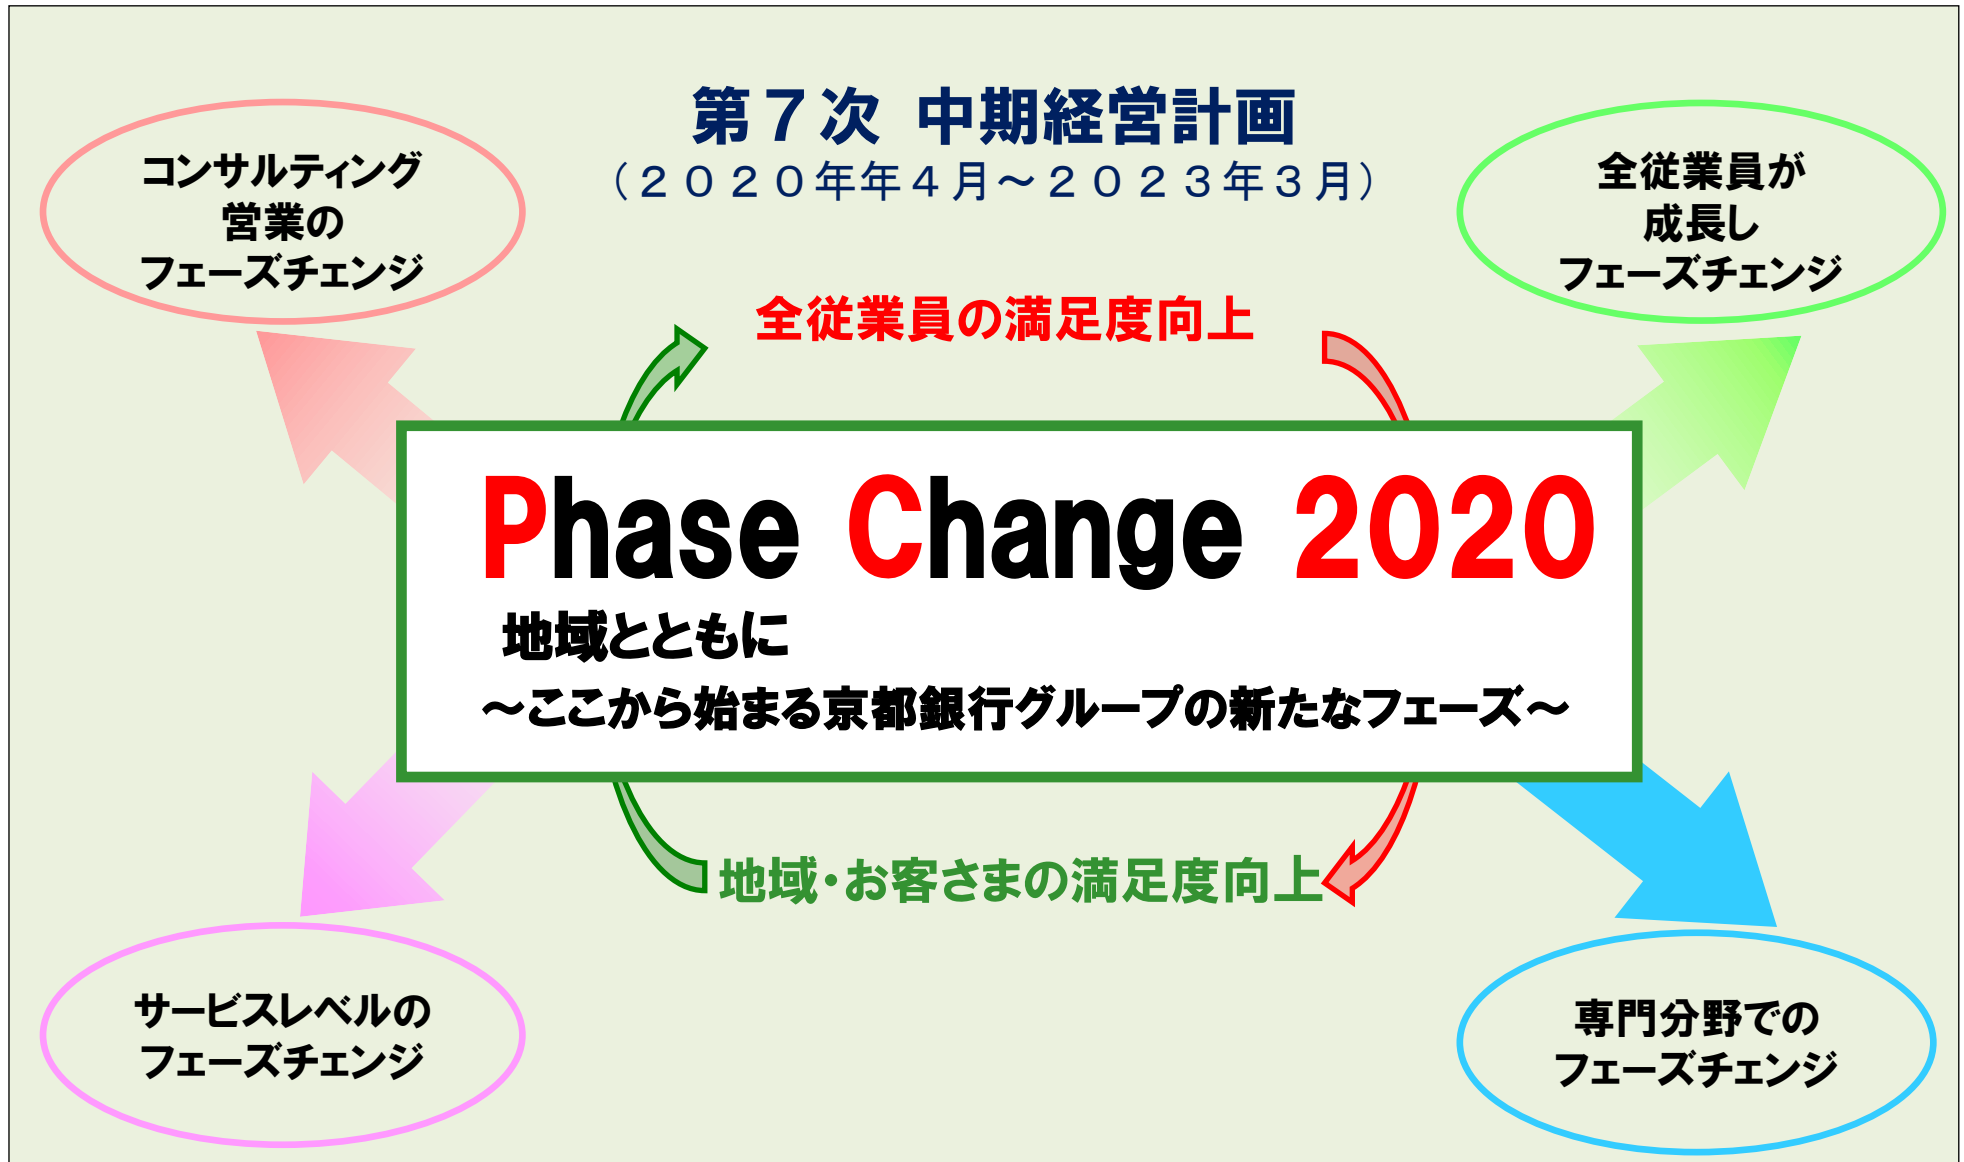 第７次 中期経営計画
（２０２０年年４月～２０２３年３月）
コンサルティング
営業の
フェーズチェンジ
全従業員が
成長し
フェーズチェンジ
全従業員の満足度向上
Phase Change 2020
地域とともに
～ここから始まる京都銀行グループの新たなフェーズ～
地域・お客さまの満足度向上
サービスレベルの
フェーズチェンジ
専門分野での
フェーズチェンジ